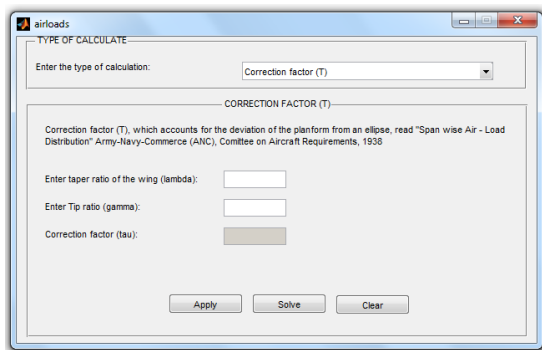 airloads
TYPE OF CALCULATE
Enter the type of calculation:
Correction factor (T)
CORRECTION FACTOR (T)
Correction factor (T), which accounts for the deviation of the planform from an ellipse, read "Span wise Air - Load
Distribution" Army-Navy-Commerce (ANC), Comittee on Aircraft Requirements, 1938
Enter taper ratio of the wing (lambda):
Enter Tip ratio (gamma):
Correction factor (tau):
Apply
Solve
Clear